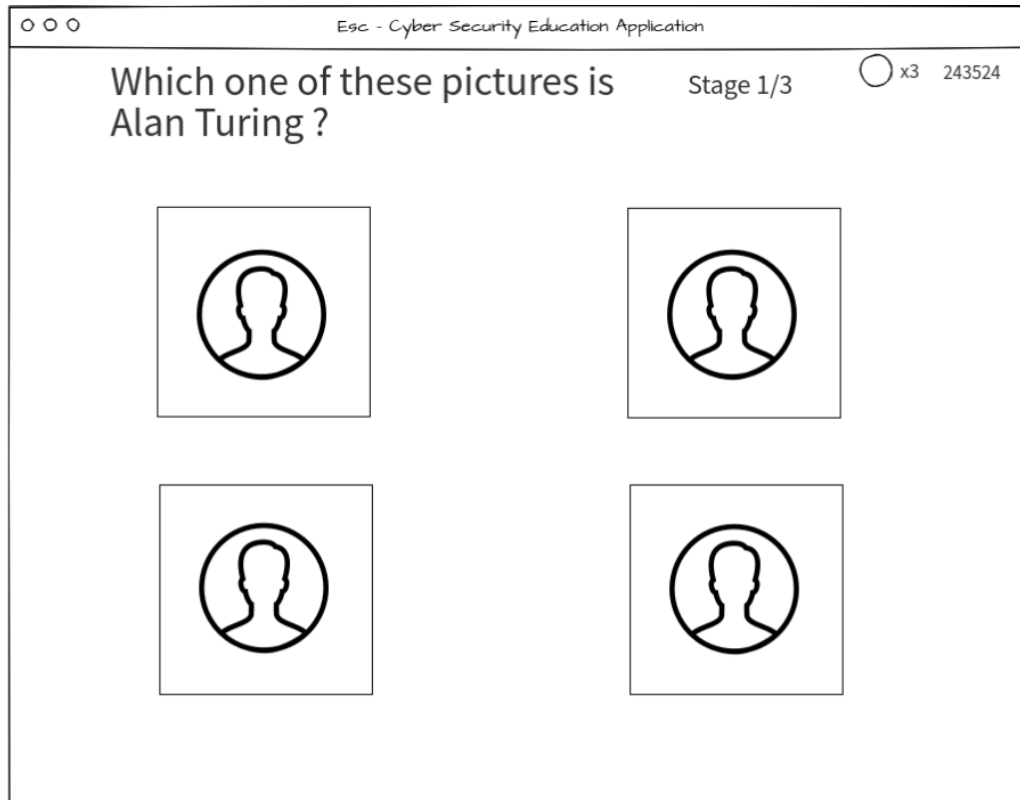 Esc - Cyber Security Education Application
Which one of these pictures is
Alan Turing ?
Stage 1/3
x3
243524